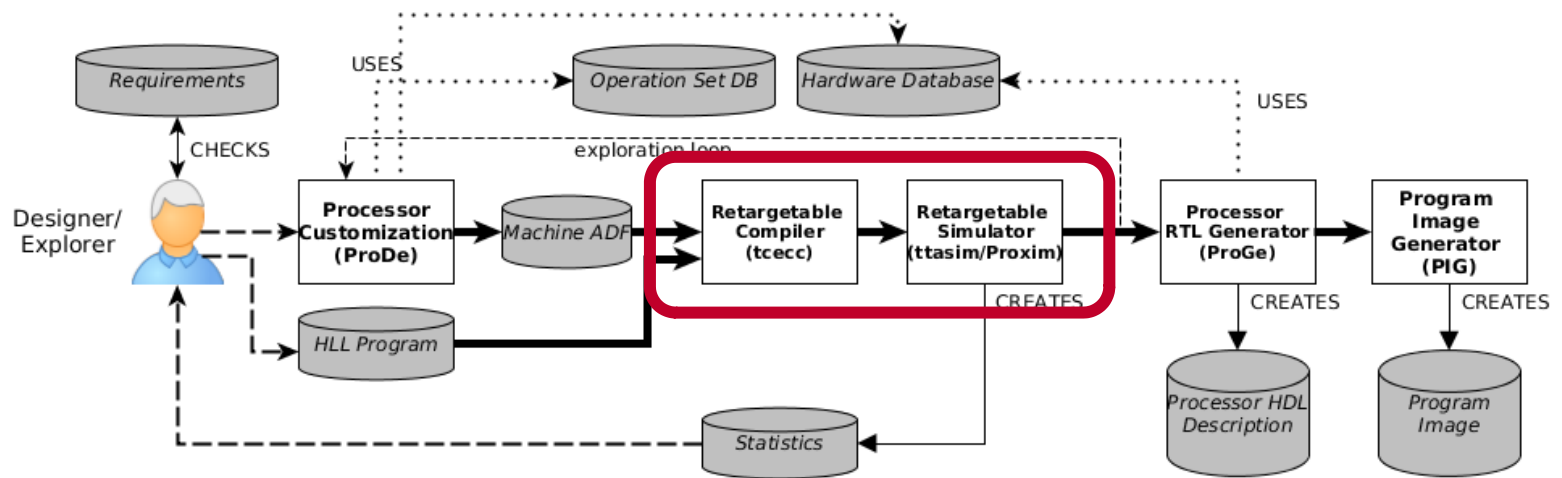 Requirements
USES
Operation Set DB
Hardware Database
USES
CHECKS
exploration loop
Designer/
Explorer
Processor
Customization
(ProDe)
Machine ADF
Retargetable
Compiler
(tcecc)
Retargetable
Simulator
(ttasim/Proxim)
Processor
RTL Generator
(ProGe)
Program
Image
Generator
(PIG)
CREATES
CREATES
CREATES
HLL Program
Statistics
Processor HDL
Description
Program
Image